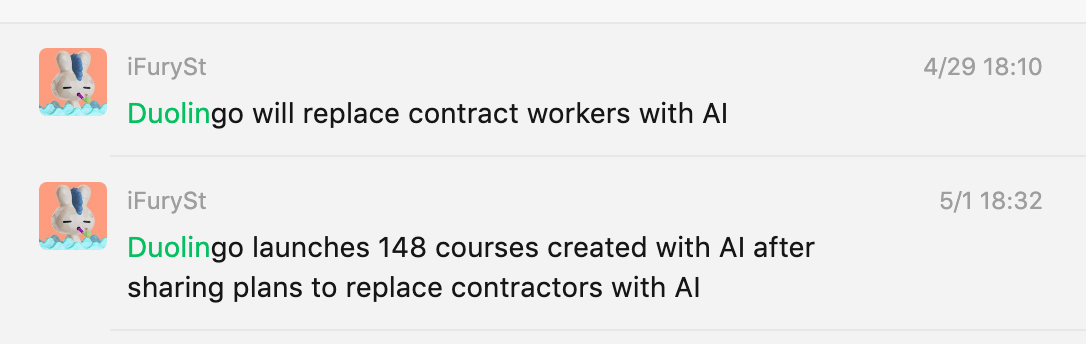 iFurySt
4/29 18:10
Duolingo will replace contract workers with AI
iFurySt
5/1 18:32
Duolingo launches 148 courses created with AI after
sharing plans to replace contractors with AI